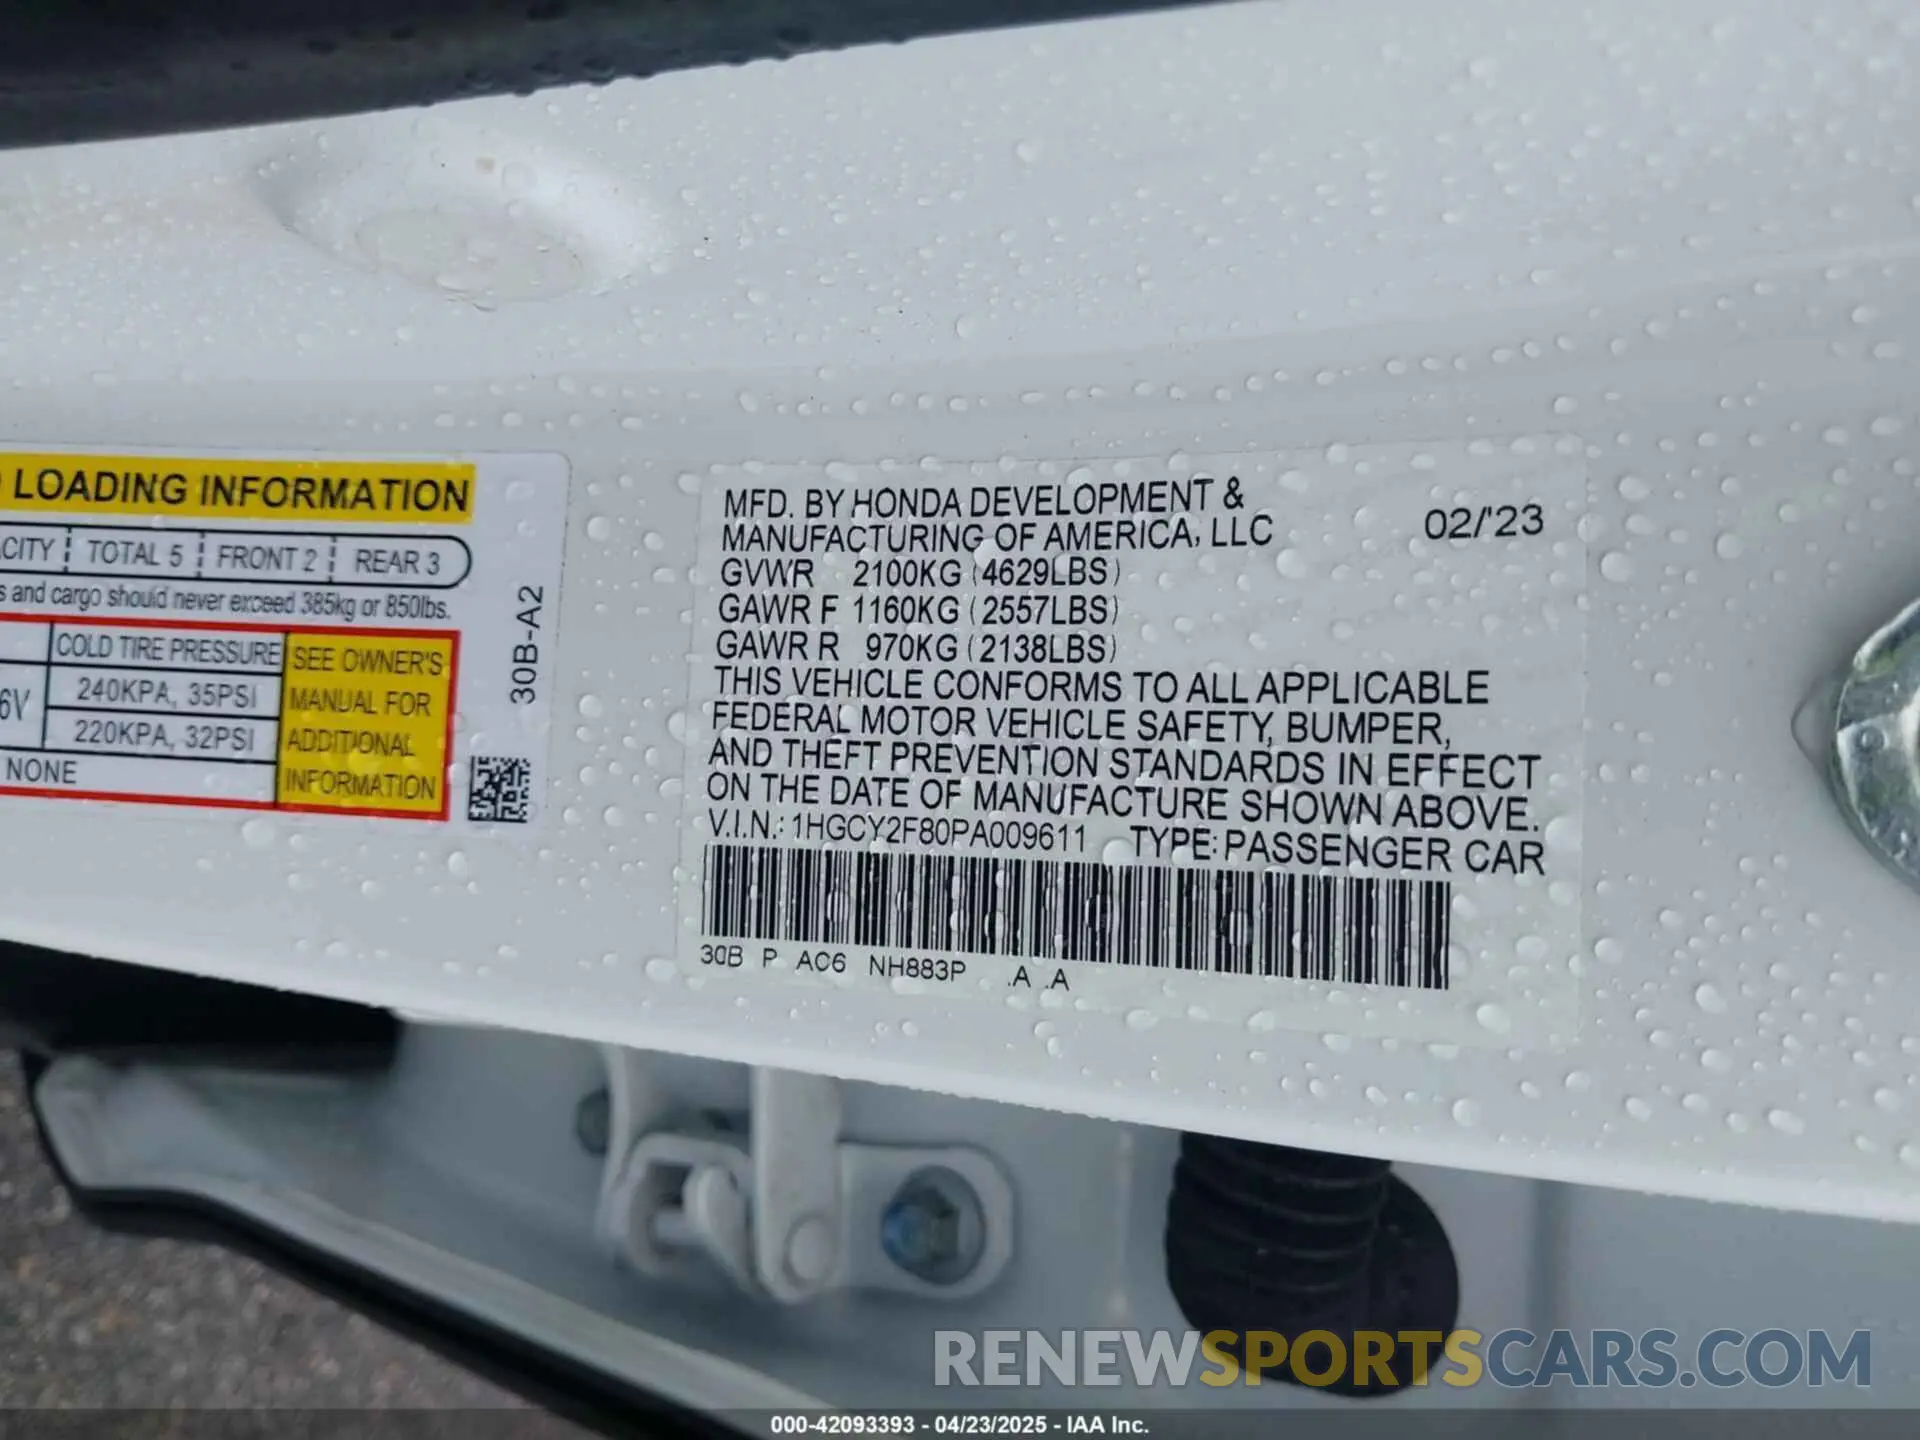 LOADING INFORMATION
CITY TOTAL 5 FRONT 2 REAR 3
s and cargo should never exceed 385kg or 850lbs.
COLD TIRE PRESSURE
6V
240KPA, 35PSI
220KPA, 32PSI
NONE
SEE OWNER'S
MANUAL FOR
ADDITIONAL
INFORMATION
30B-A2
MFD. BY HONDA DEVELOPMENT &
MANUFACTURING OF AMERICA, LLC 02/'23
GVWR 2100KG (4629LBS)
GAWR F 1160KG (2557LBS)
GAWR R 970KG (2138LBS)
THIS VEHICLE CONFORMS TO ALL APPLICABLE
FEDERAL MOTOR VEHICLE SAFETY, BUMPER,
AND THEFT PREVENTION STANDARDS IN EFFECT
ON THE DATE OF MANUFACTURE SHOWN ABOVE.
V.I.N.: 1HGCY2F80PA009611 TYPE: PASSENGER CAR
30B P AC6 NH883P .A .A
RENEWSPORTSCARS.COM
000-42093393 - 04/23/2025 - IAA Inc.